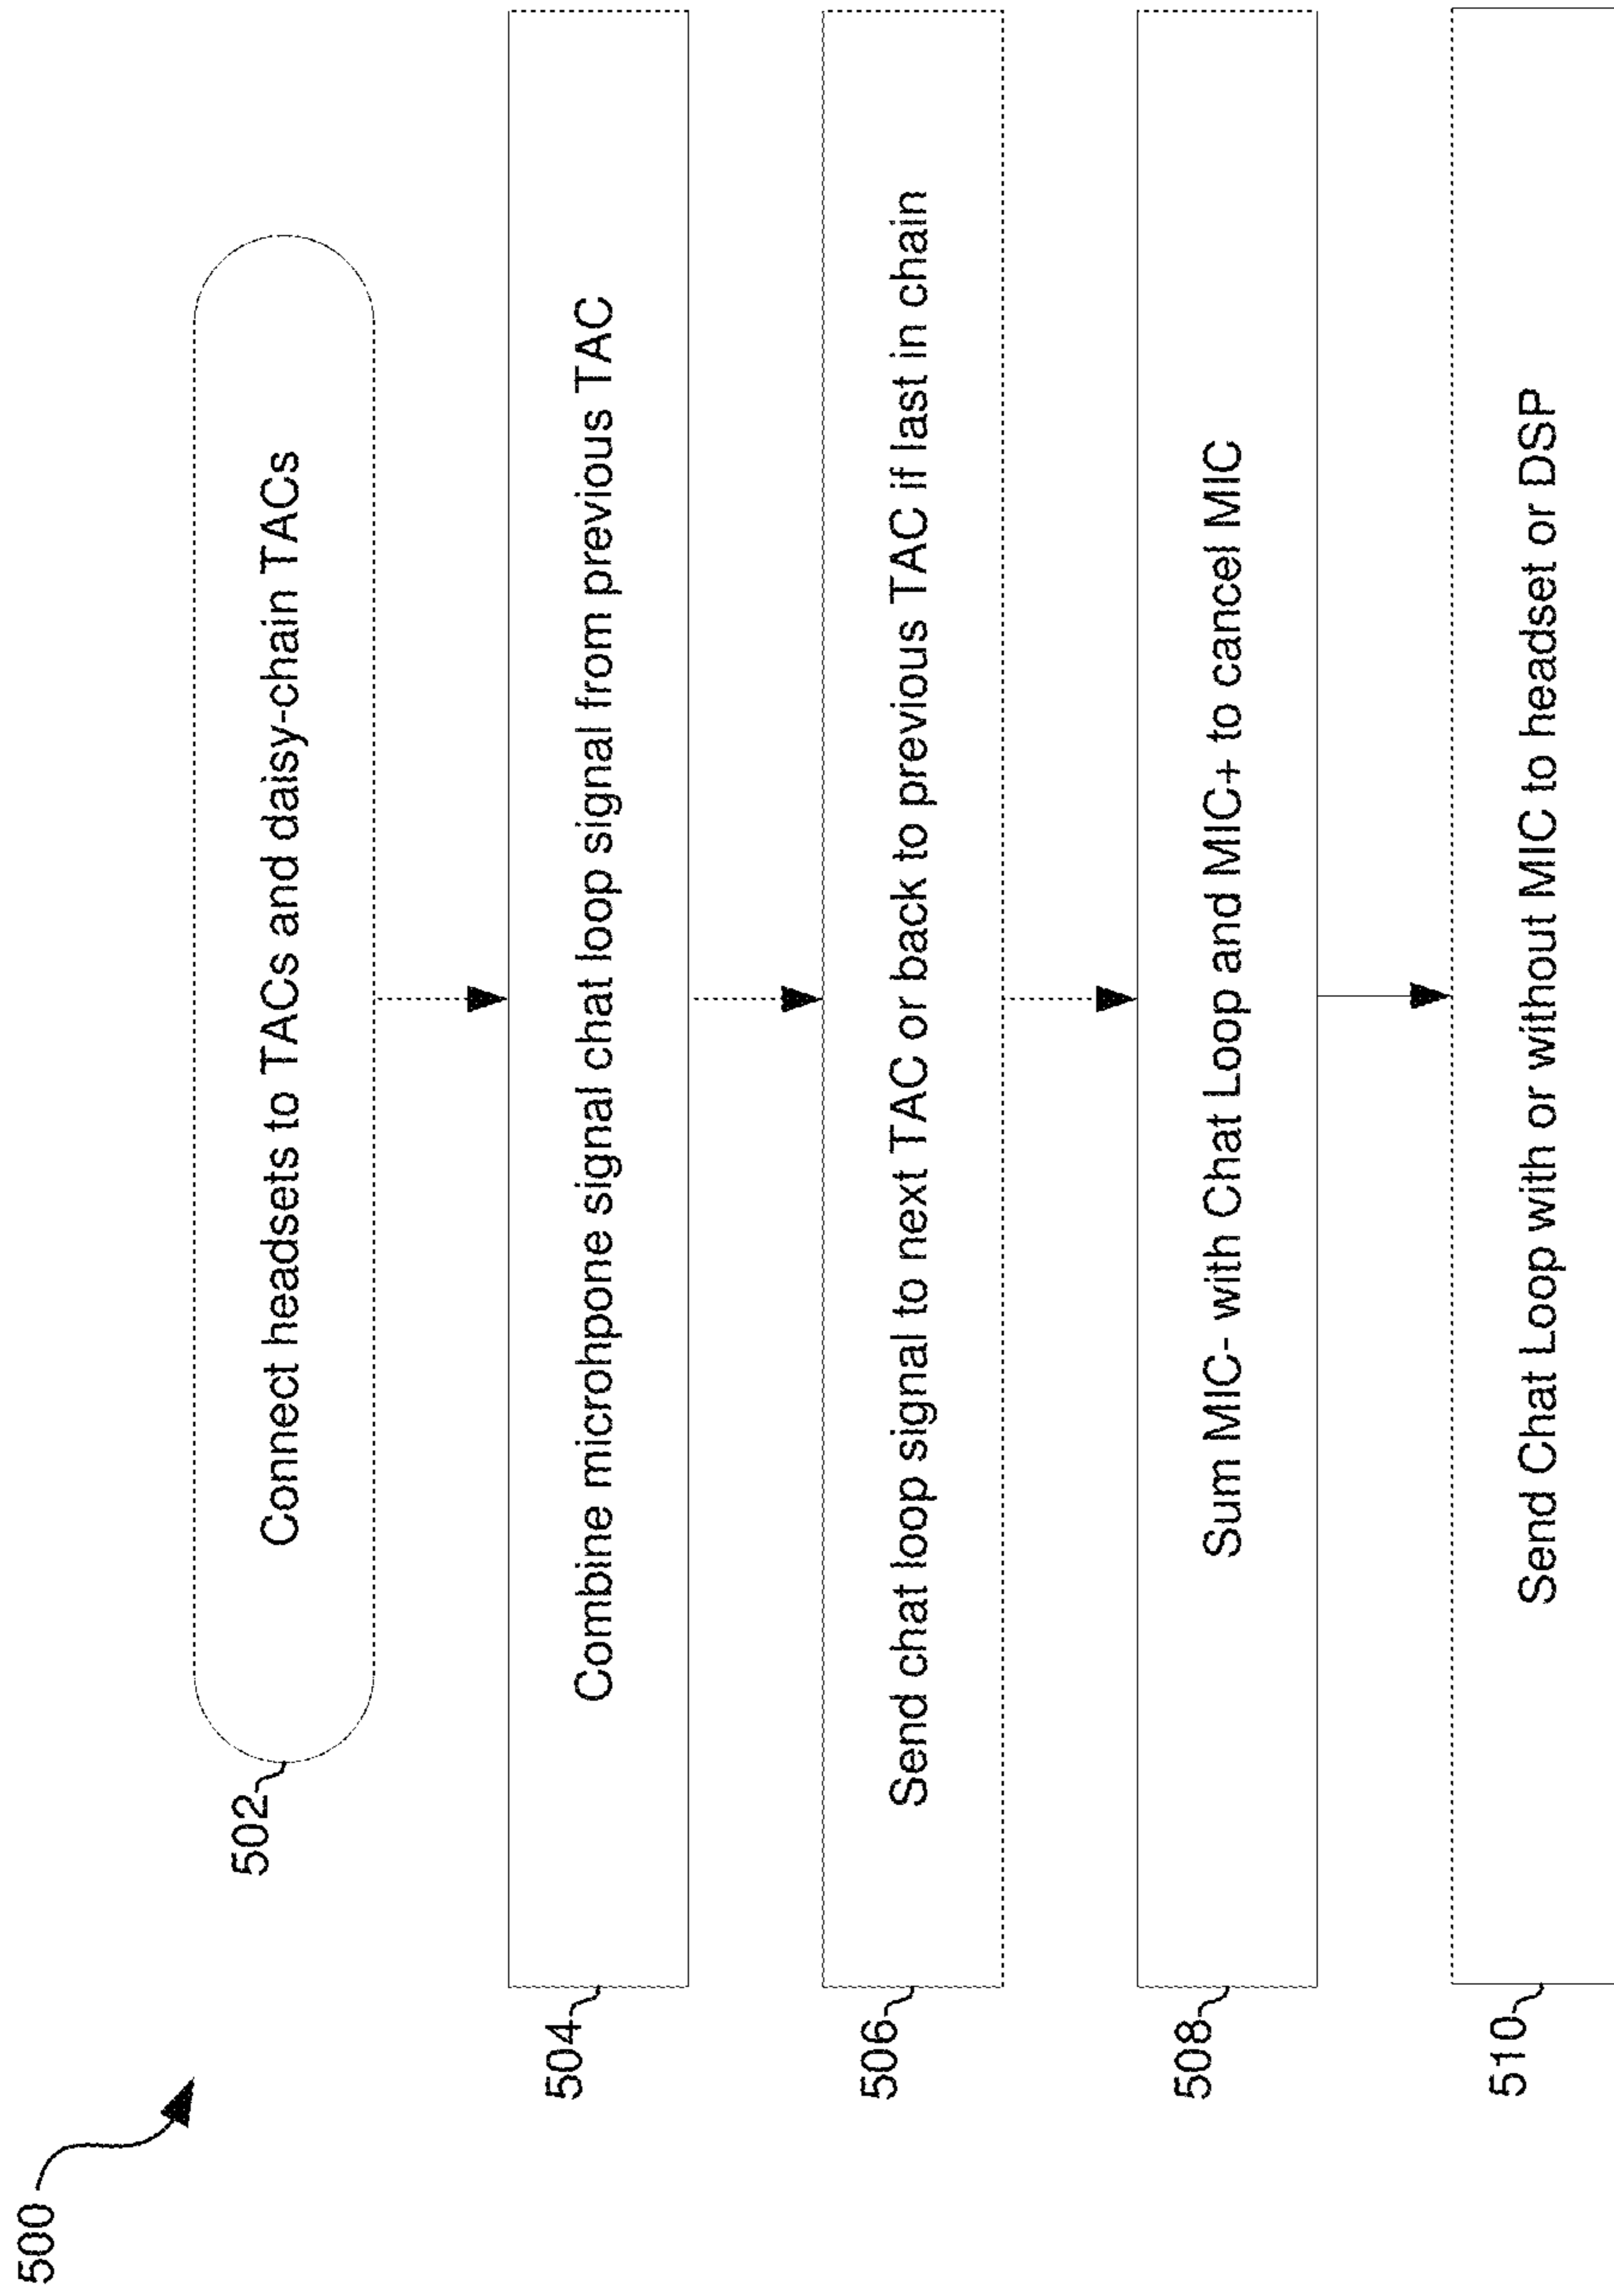 500
502
Connect headsets to TACs and daisy-chain TACs
504
Combine microhpone signal chat loop signal from previous TAC
506
Send chat loop signal to next TAC or back to previous TAC if last in chain
508
Sum MIC- with Chat Loop and MIC+ to cancel MIC
510
Send Chat Loop with or without MIC to headset or DSP